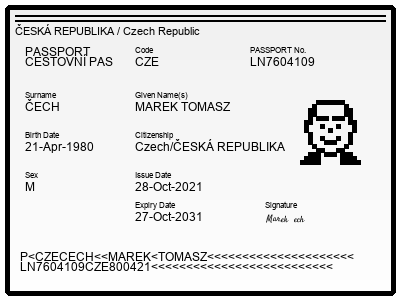 ČESKÁ REPUBLIKA / Czech Republic
PASSPORT
CESTOVNÍ PAS
Code
CZE
PASSPORT No.
LN7604109
Surname
ČECH
Given Name(s)
MAREK TOMASZ
Birth Date
21-Apr-1980
Citizenship
Czech/ČESKÁ REPUBLIKA
Sex
M
Issue Date
28-Oct-2021
Expiry Date
27-Oct-2031
Signature
Marek ech
P<CZECECH<<MAREK<TOMASZ<<<<<<<<<<<<<<<<<<<<<
LN7604109CZE800421<<<<<<<<<<<<<<<<<<<<<<<<<<